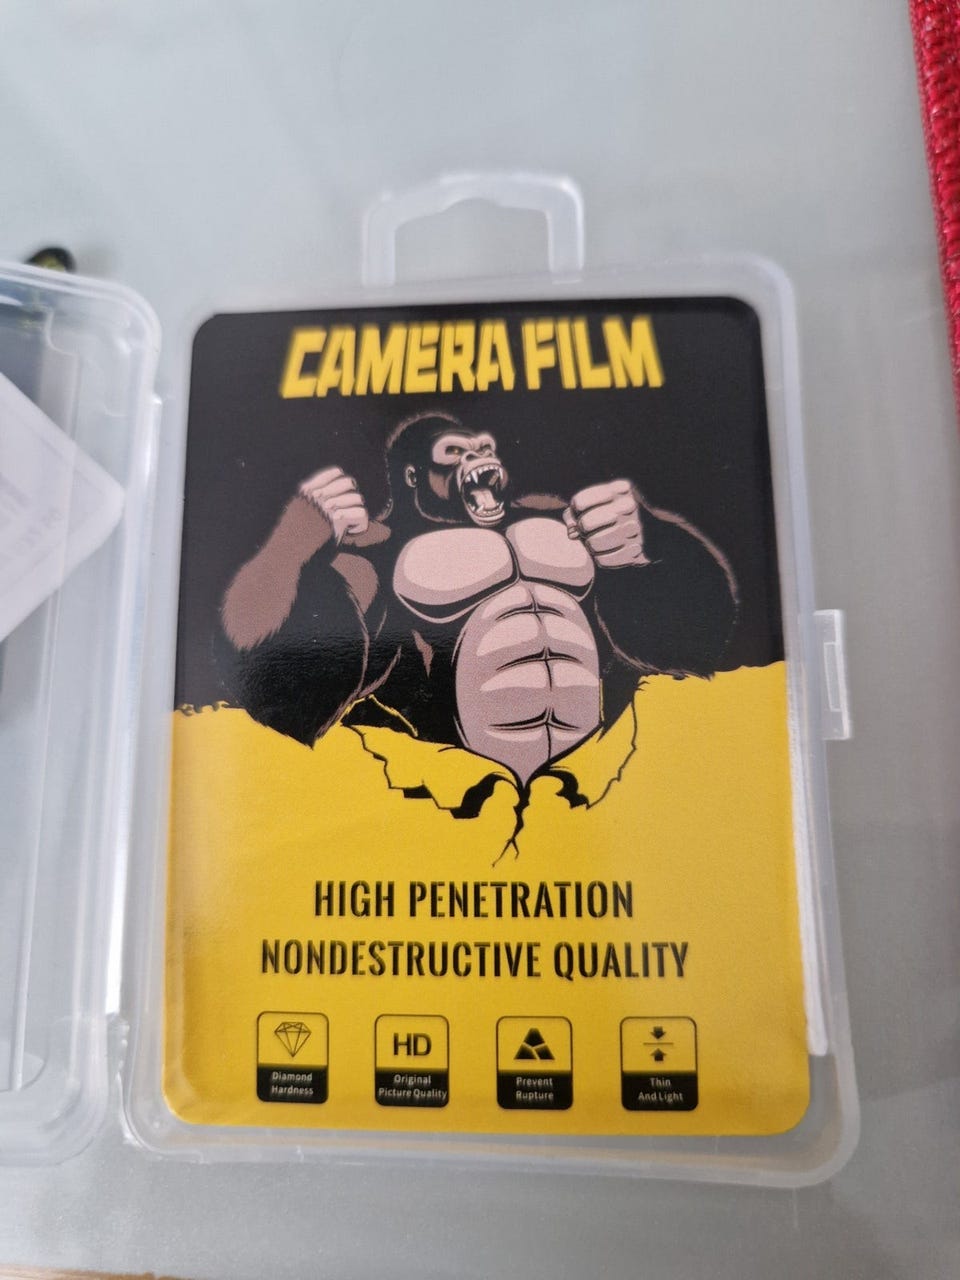 CAMERA FILM
HIGH PENETRATION
NONDESTRUCTIVE QUALITY
Diamond
Hardness
HD
Original
Picture Quality
Prevent
Rupture
Thin
And Light